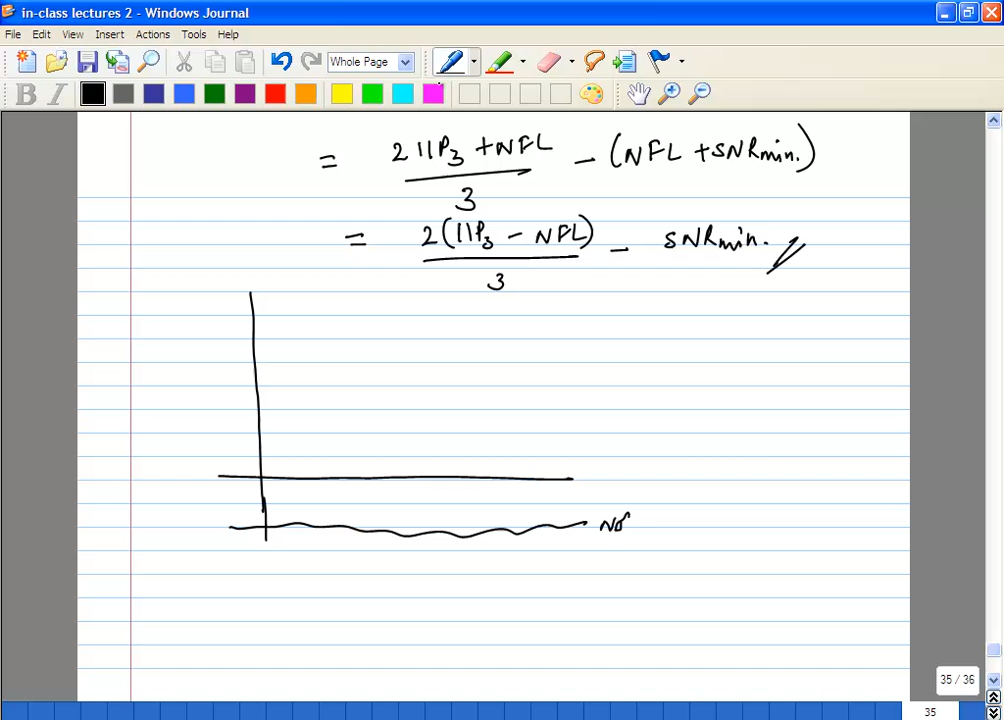 in-class lectures 2 - Windows Journal
File Edit View Insert Actions Tools Help
Whole Page
B I
= 2 IIP3 + NFL / 3 - (NFL + SNRmin.)
= 2(IIP3 - NFL) / 3 - SNRmin.
35 / 36
35